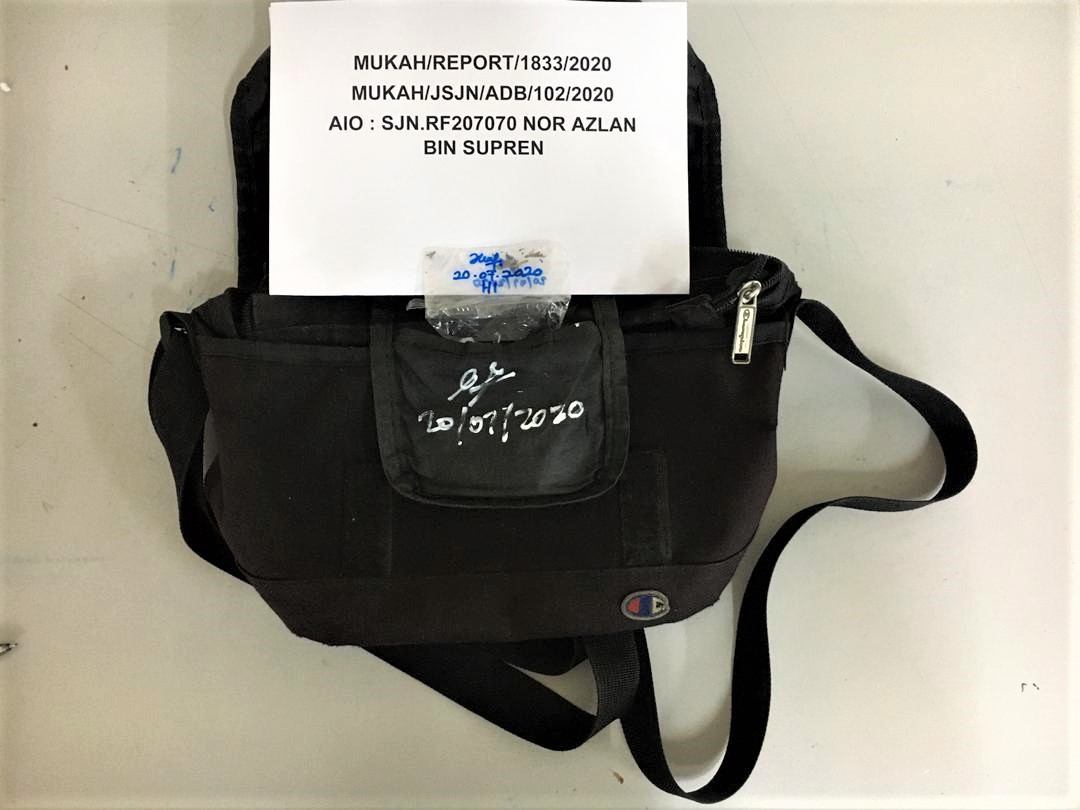 MUKAH/REPORT/1833/2020
MUKAH/JSJN/ADB/102/2020
AIO : SJN.RF207070 NOR AZLAN
BIN SUPREN
20.07.2020
H1
20/07/2020